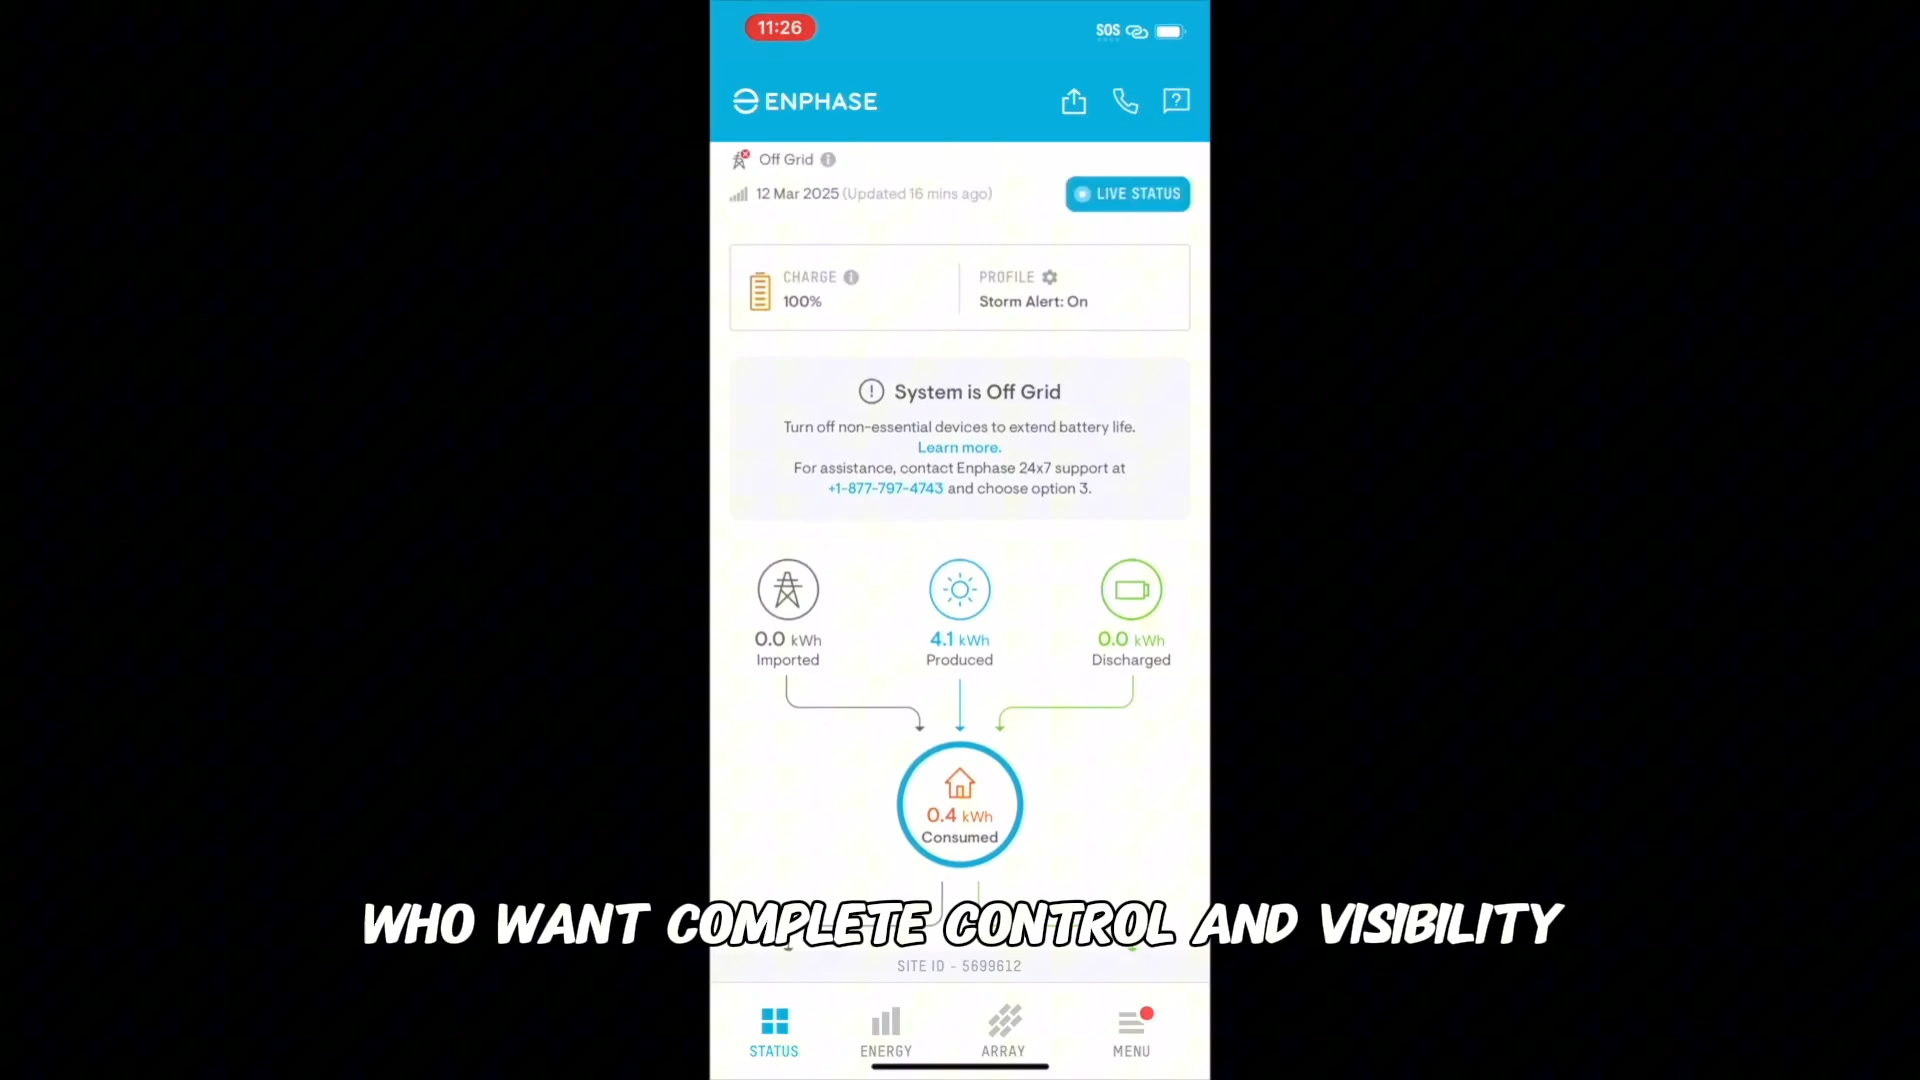 11:26
SOS
ENPHASE
Off Grid
12 Mar 2025 (Updated 16 mins ago)
LIVE STATUS
CHARGE
100%
PROFILE
Storm Alert: On
System is Off Grid
Turn off non-essential devices to extend battery life.
Learn more.
For assistance, contact Enphase 24x7 support at
+1-877-797-4743 and choose option 3.
0.0 kWh
Imported
4.1 kWh
Produced
0.0 kWh
Discharged
0.4 kWh
Consumed
WHO WANT COMPLETE CONTROL AND VISIBILITY
SITE ID - 5699612
STATUS
ENERGY
ARRAY
MENU